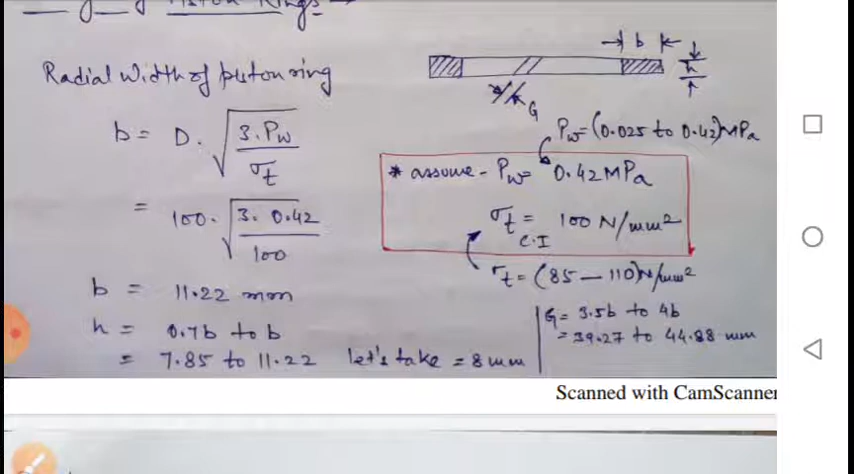 Piston Rings
Radial Width of piston ring
b = D. √(3.Pw / σt)
= 100. √(3. 0.42 / 100)
b = 11.22 mm
h = 0.7b to b
= 7.85 to 11.22 let's take = 8mm
b
h
G
Pw = (0.025 to 0.42) MPa
* assume - Pw = 0.42 MPa
σt = 100 N/mm²
C.I
σt = (85 — 110) N/mm²
G = 3.5b to 4b
= 39.27 to 44.88 mm
Scanned with CamScanner